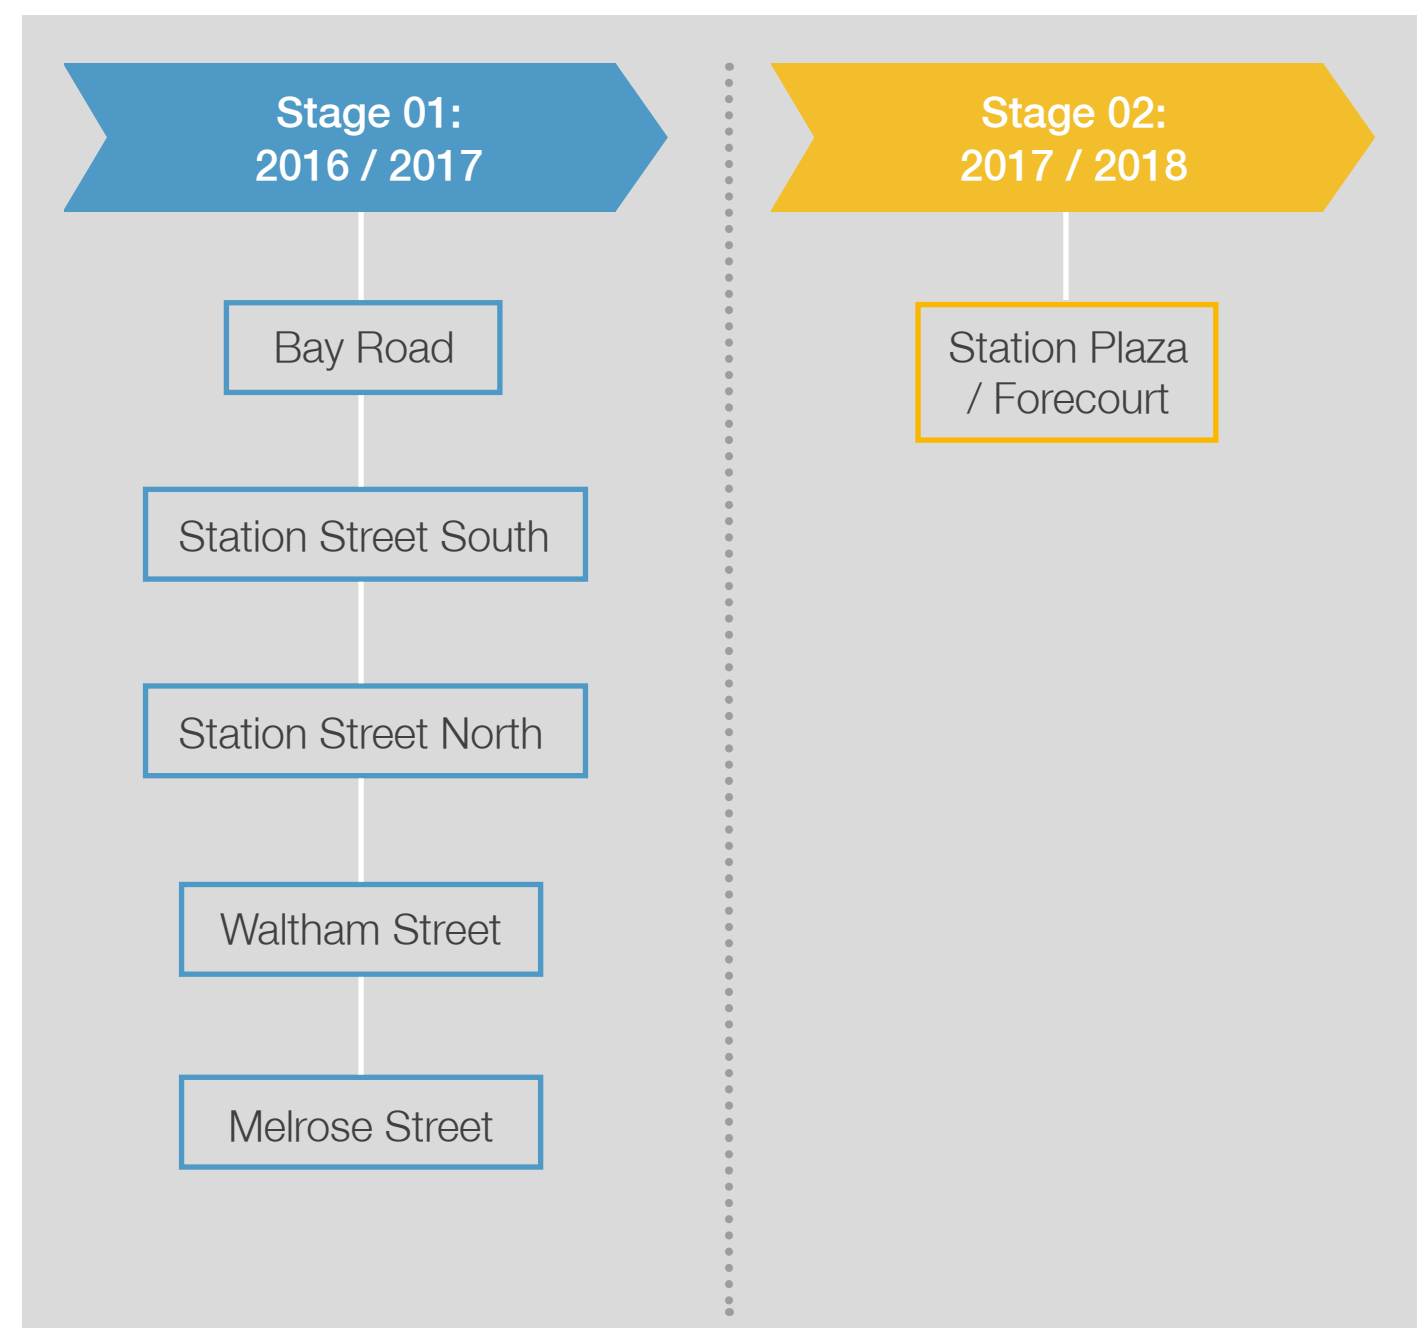 Stage 01:
2016 / 2017
Bay Road
Station Street South
Station Street North
Waltham Street
Melrose Street
Stage 02:
2017 / 2018
Station Plaza
/ Forecourt